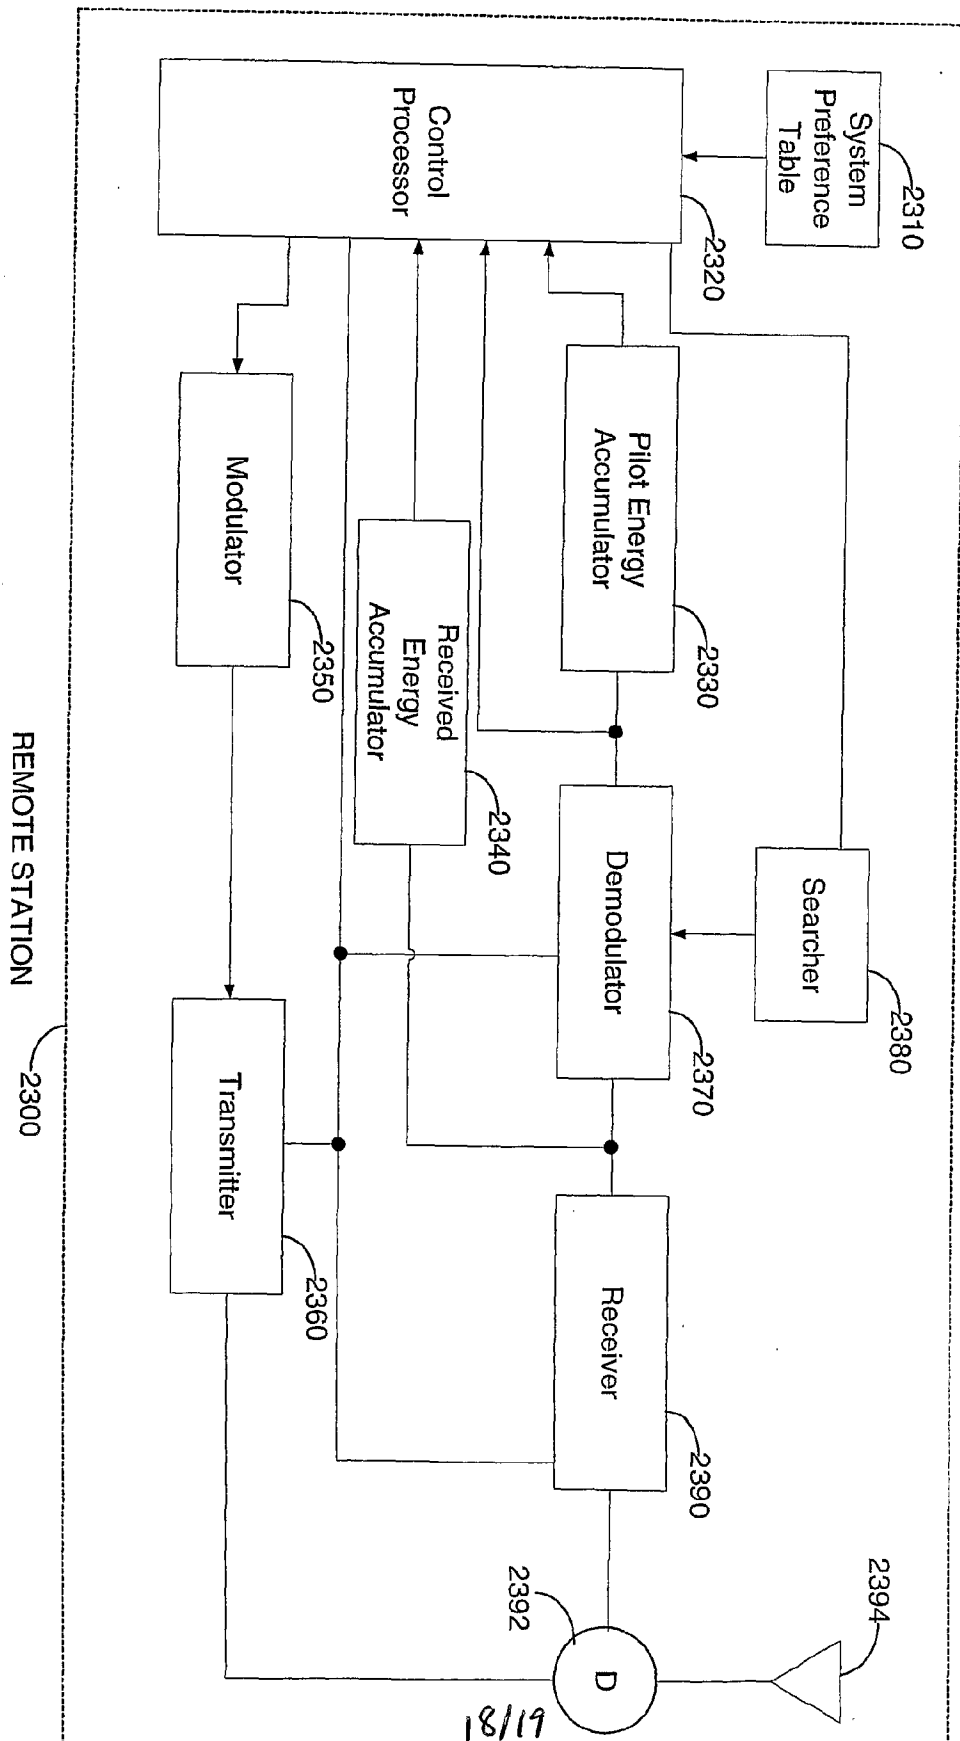 System
Preference
Table
2310
Control
Processor
2320
Pilot Energy
Accumulator
2330
Received
Energy
Accumulator
2340
Modulator
2350
Transmitter
2360
Demodulator
2370
Searcher
2380
Receiver
2390
D
2392
2394
REMOTE STATION
2300
18/19